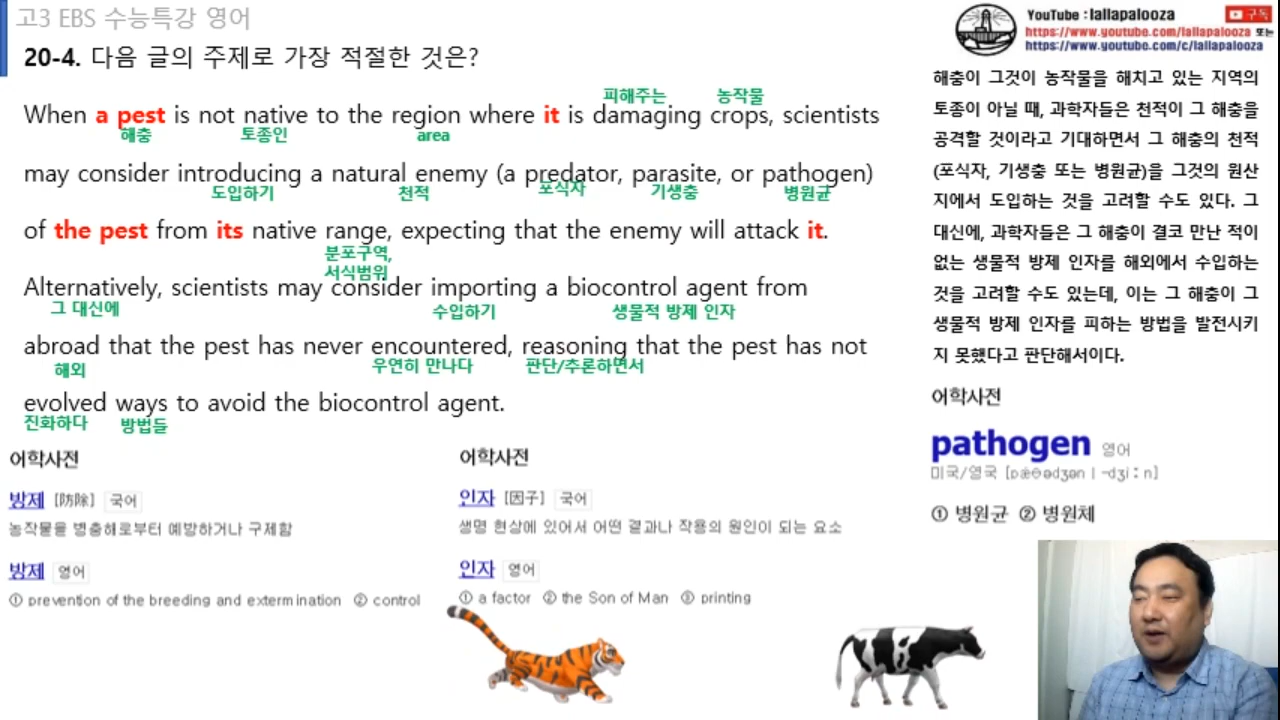 고3 EBS 수능특강 영어
20-4. 다음 글의 주제로 가장 적절한 것은?
YouTube : lallapalooza
구독
https://www.youtube.com/lallapalooza 또는
https://www.youtube.com/c/lallapalooza
피해주는 농작물
When a pest is not native to the region where it is damaging crops, scientists
해충 토종인 area
may consider introducing a natural enemy (a predator, parasite, or pathogen)
도입하기 천적 포식자 기생충 병원균
of the pest from its native range, expecting that the enemy will attack it.
분포구역,
서식범위
Alternatively, scientists may consider importing a biocontrol agent from
그 대신에 수입하기 생물적 방제 인자
abroad that the pest has never encountered, reasoning that the pest has not
해외 우연히 만나다 판단/추론하면서
evolved ways to avoid the biocontrol agent.
진화하다 방법들
해충이 그것이 농작물을 해치고 있는 지역의
토종이 아닐 때, 과학자들은 천적이 그 해충을
공격할 것이라고 기대하면서 그 해충의 천적
(포식자, 기생충 또는 병원균)을 그것의 원산
지에서 도입하는 것을 고려할 수도 있다. 그
대신에, 과학자들은 그 해충이 결코 만난 적이
없는 생물적 방제 인자를 해외에서 수입하는
것을 고려할 수도 있는데, 이는 그 해충이 그
생물적 방제 인자를 피하는 방법을 발전시키
지 못했다고 판단해서이다.
어학사전
pathogen 영어
미국/영국 [pǽθədʒən | -dʒiːn]
① 병원균 ② 병원체
어학사전
방제 [防除] 국어
농작물을 병충해로부터 예방하거나 구제함
방제 영어
① prevention of the breeding and extermination ② control
어학사전
인자 [因子] 국어
생명 현상에 있어서 어떤 결과나 작용의 원인이 되는 요소
인자 영어
① a factor ② the Son of Man ③ printing